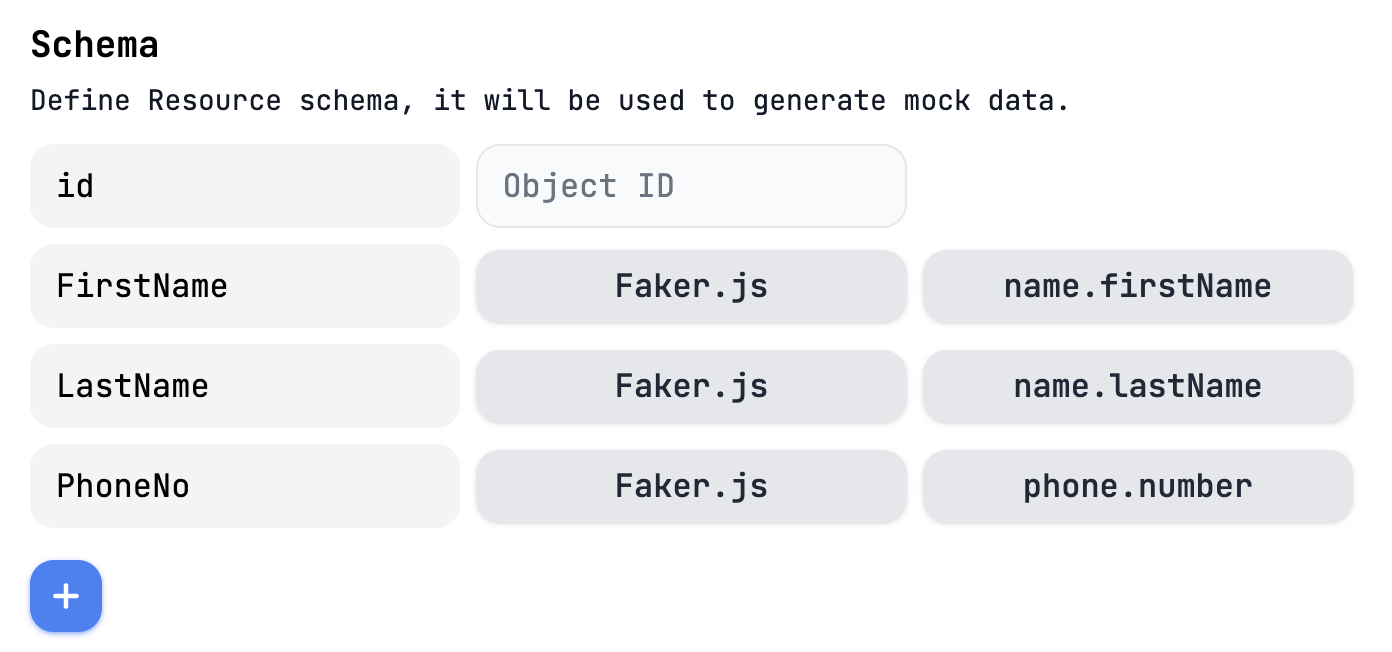 Schema
Define Resource schema, it will be used to generate mock data.
id Object ID
FirstName Faker.js name.firstName
LastName Faker.js name.lastName
PhoneNo Faker.js phone.number
+